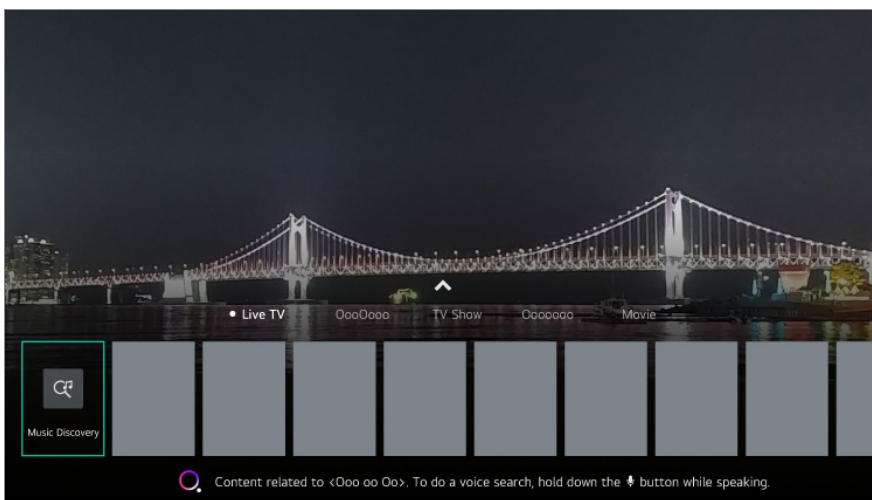 Live TV
OooOooo
TV Show
Ooooooo
Movie
Music Discovery
Content related to <Ooo oo Oo>. To do a voice search, hold down the button while speaking.